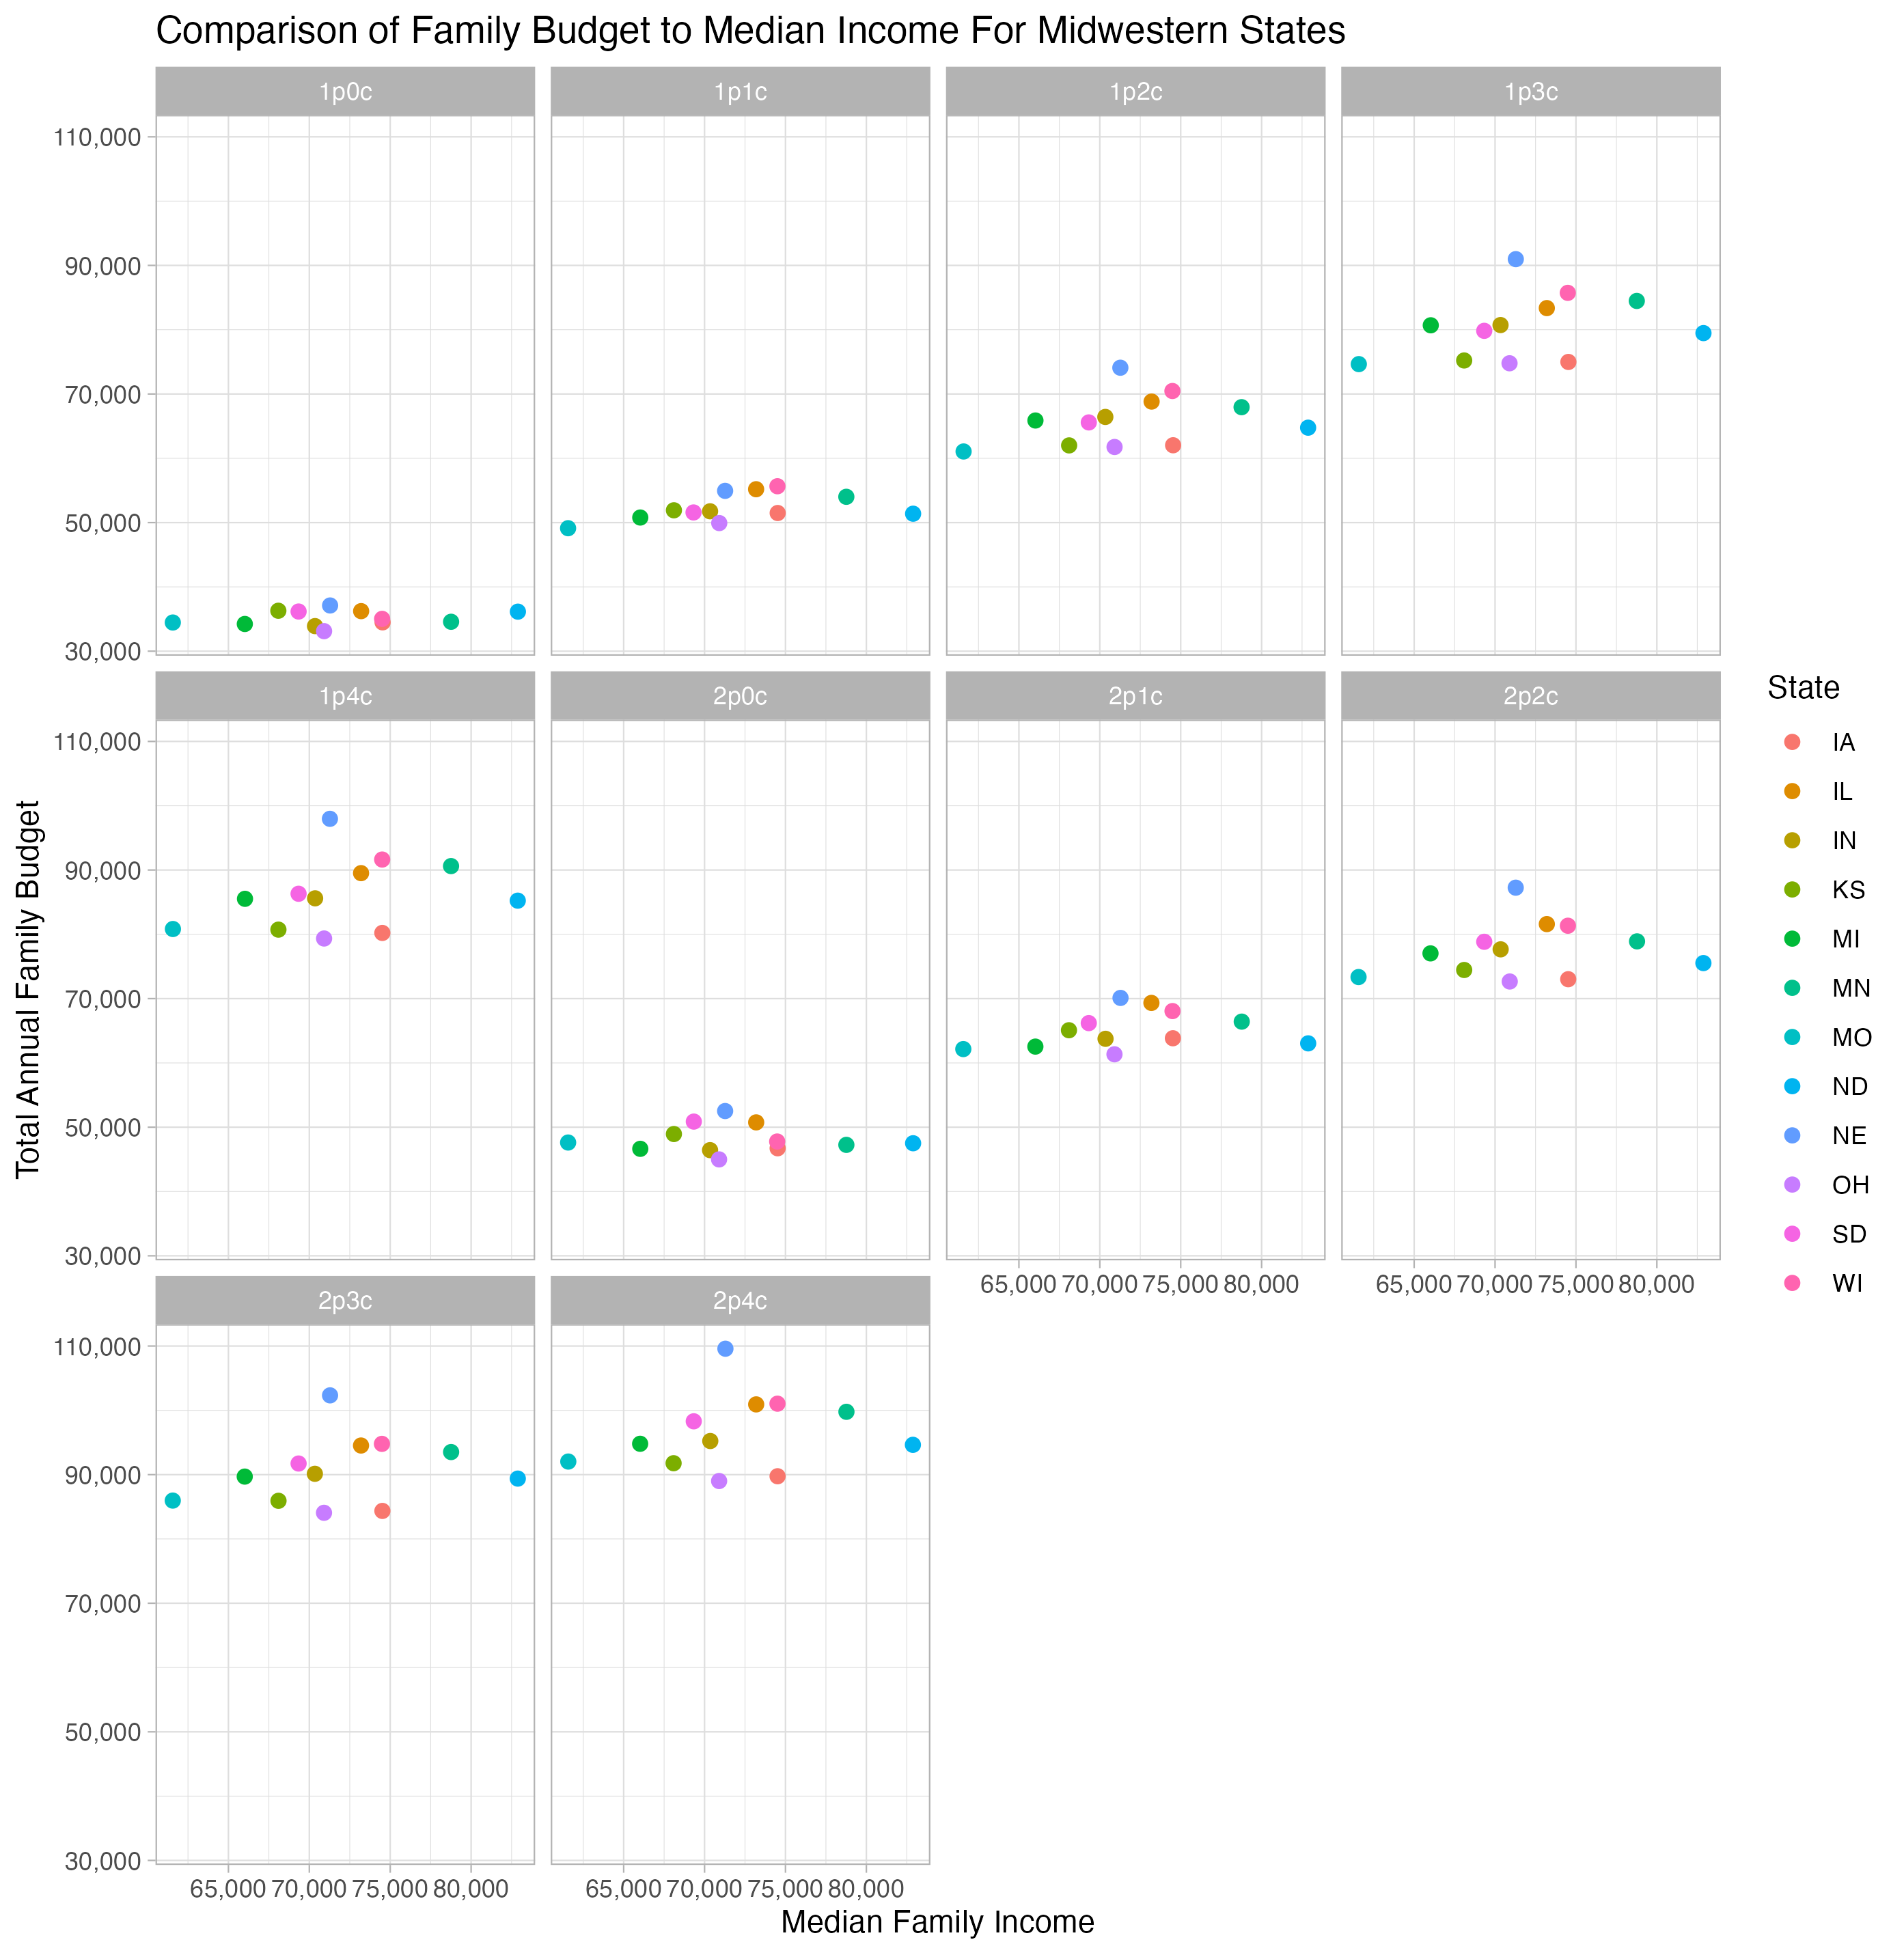 Comparison of Family Budget to Median Income For Midwestern States
1p0c 1p1c 1p2c 1p3c
110,000
90,000
70,000
50,000
30,000
1p4c 2p0c 2p1c 2p2c
110,000
90,000
70,000
50,000
30,000
65,000 70,000 75,000 80,000 65,000 70,000 75,000 80,000
2p3c 2p4c
110,000
90,000
70,000
50,000
30,000
65,000 70,000 75,000 80,000 65,000 70,000 75,000 80,000
Median Family Income
Total Annual Family Budget
State
IA
IL
IN
KS
MI
MN
MO
ND
NE
OH
SD
WI